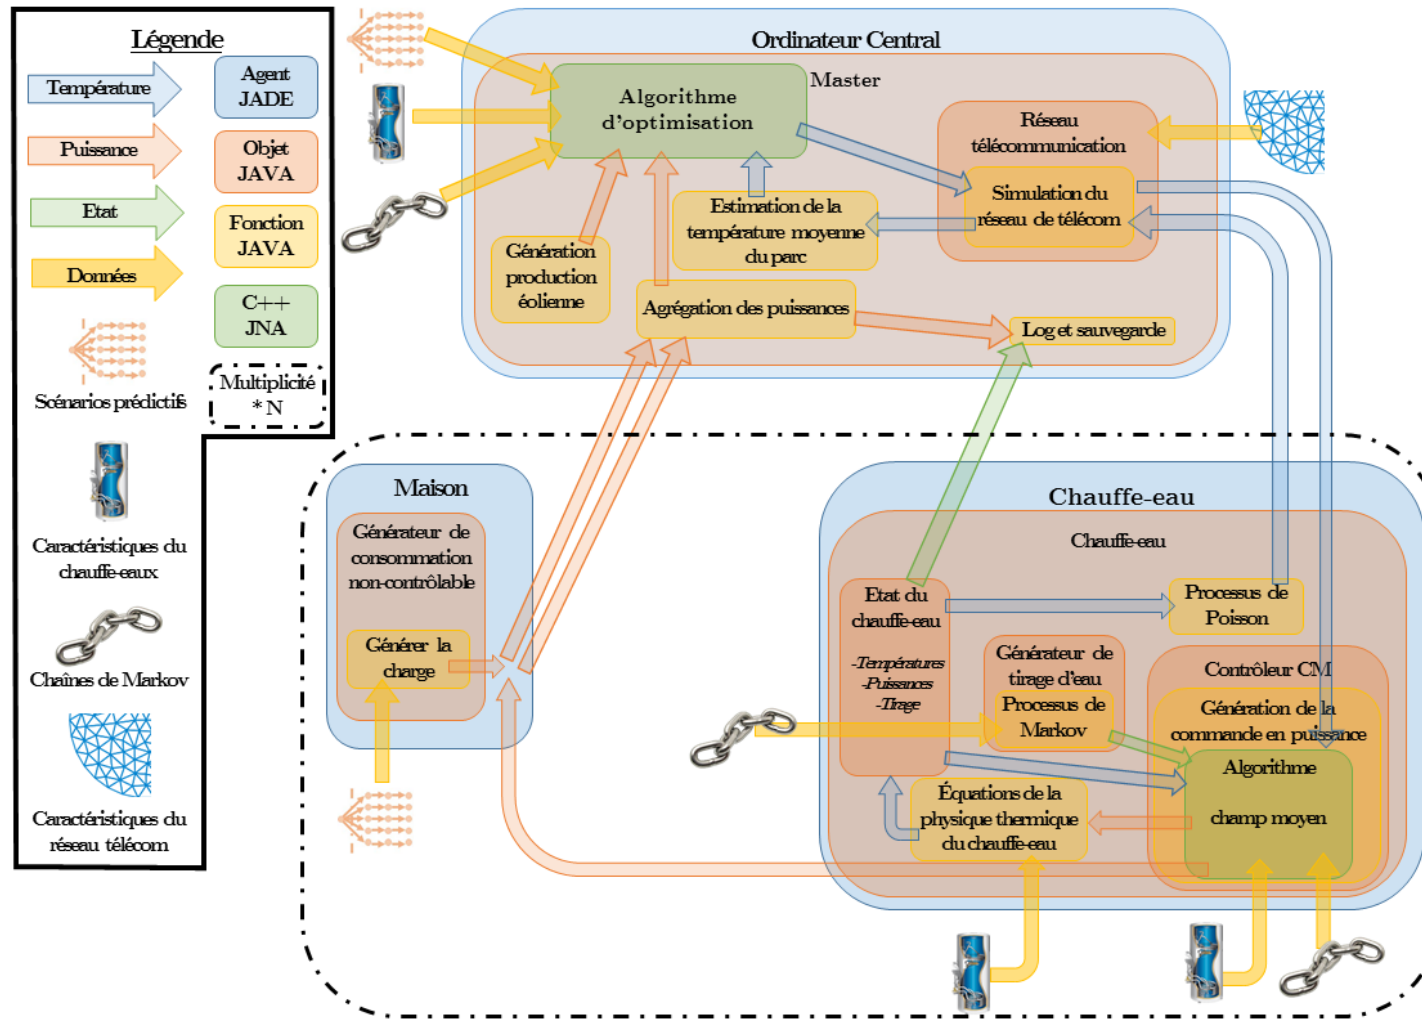 Légende
Température
Agent
JADE
Puissance
Objet
JAVA
Etat
Fonction
JAVA
Données
C++
JNA
Scénarios prédictifs
Multiplicité
* N
Caractéristiques du
chauffe-eaux
Chaînes de Markov
Caractéristiques du
réseau télécom
Ordinateur Central
Master
Algorithme
d'optimisation
Réseau
télécommunication
Simulation du
réseau de télécom
Estimation de la
température moyenne
du parc
Génération
production
éolienne
Agrégation des puissances
Log et sauvegarde
Maison
Générateur de
consommation
non-contrôlable
Générer la
charge
Chauffe-eau
Chauffe-eau
Etat du
chauffe-eau
-Températures
-Puissances
-Tirage
Processus de
Poisson
Générateur de
tirage d'eau
Processus de
Markov
Contrôleur CM
Génération de la
commande en puissance
Algorithme
champ moyen
Équations de la
physique thermique
du chauffe-eau